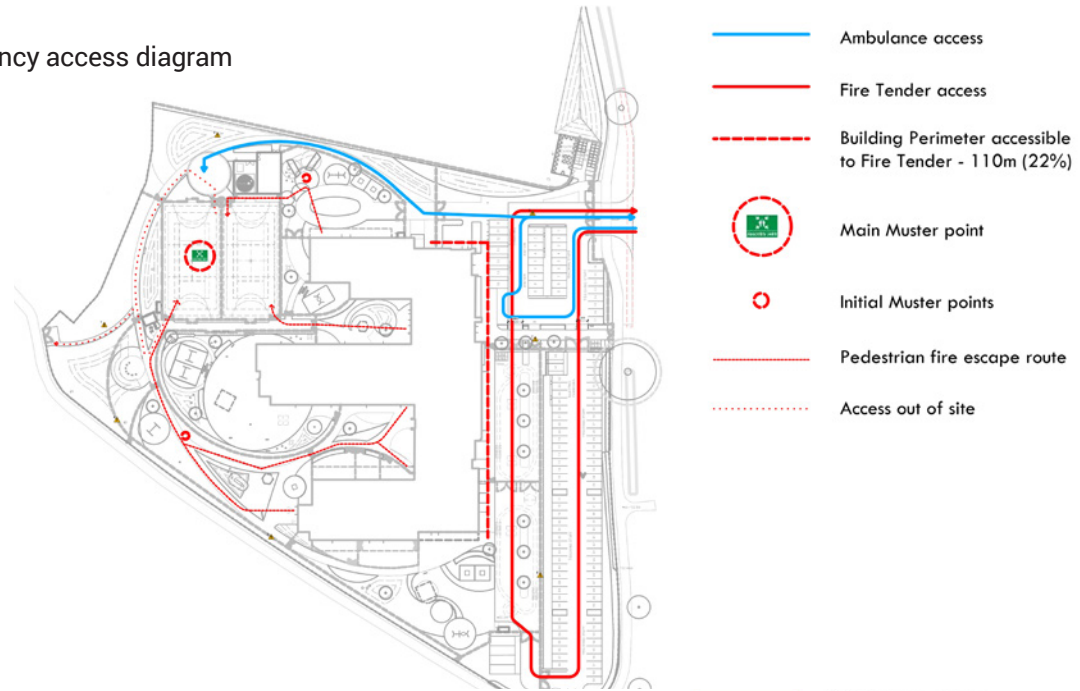 ncy access diagram
Ambulance access
Fire Tender access
Building Perimeter accessible
to Fire Tender - 110m (22%)
Main Muster point
Initial Muster points
Pedestrian fire escape route
Access out of site